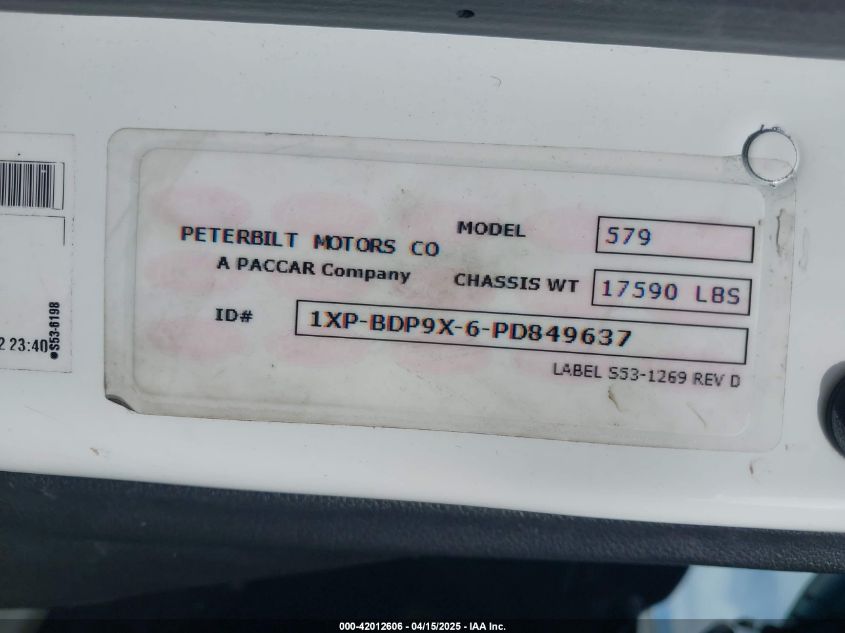 PETERBILT MOTORS CO
A PACCAR Company
MODEL 579
CHASSIS WT 17590 LBS
ID# 1XP-BDP9X-6-PD849637
LABEL S53-1269 REV D
2 23:40
S53-6198
000-42012606 - 04/15/2025 - IAA Inc.